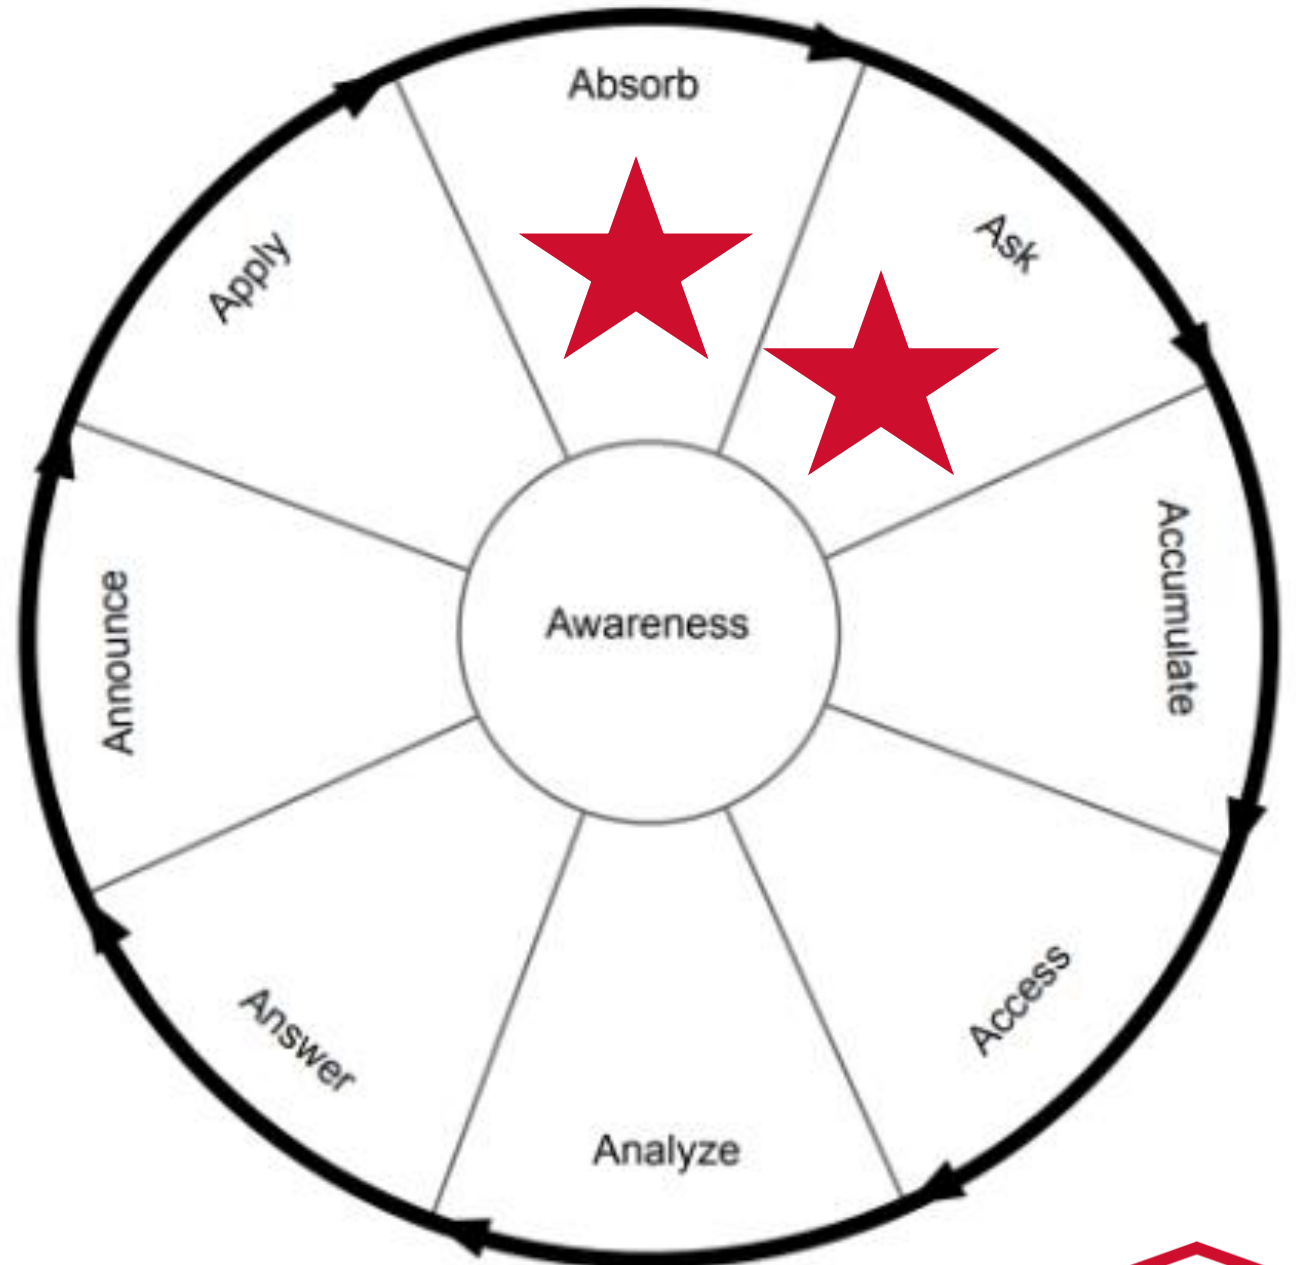 Absorb
Ask
Accumulate
Access
Analyze
Answer
Announce
Apply
Awareness